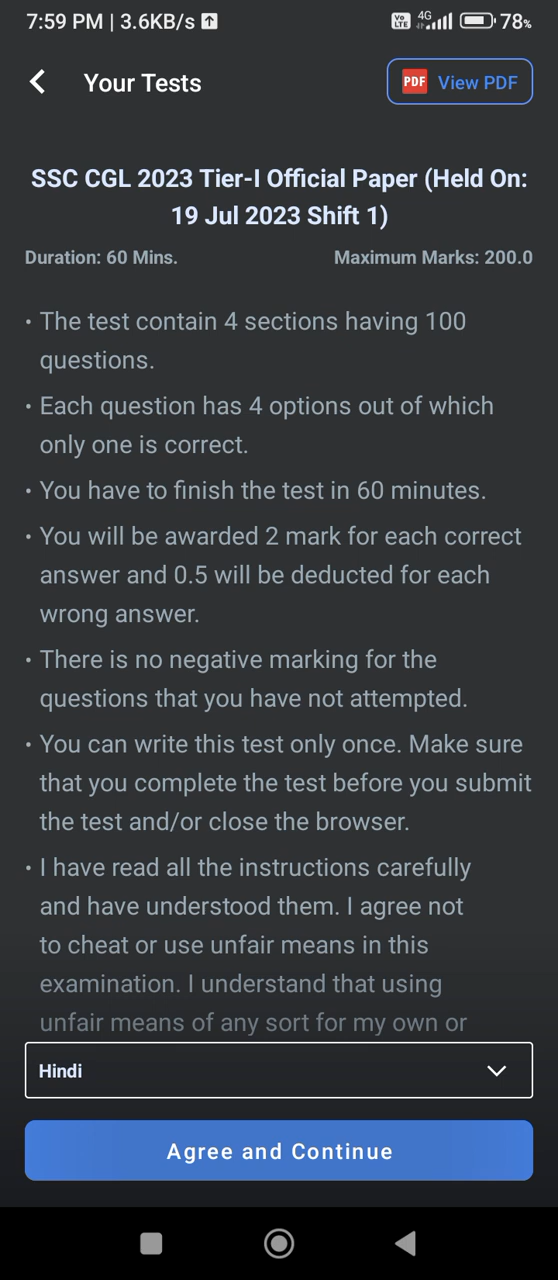 7:59 PM | 3.6KB/s
Vo LTE 4G 78%
Your Tests
PDF View PDF
SSC CGL 2023 Tier-I Official Paper (Held On:
19 Jul 2023 Shift 1)
Duration: 60 Mins. Maximum Marks: 200.0
• The test contain 4 sections having 100
questions.
• Each question has 4 options out of which
only one is correct.
• You have to finish the test in 60 minutes.
• You will be awarded 2 mark for each correct
answer and 0.5 will be deducted for each
wrong answer.
• There is no negative marking for the
questions that you have not attempted.
• You can write this test only once. Make sure
that you complete the test before you submit
the test and/or close the browser.
• I have read all the instructions carefully
and have understood them. I agree not
to cheat or use unfair means in this
examination. I understand that using
unfair means of any sort for my own or
Hindi
Agree and Continue